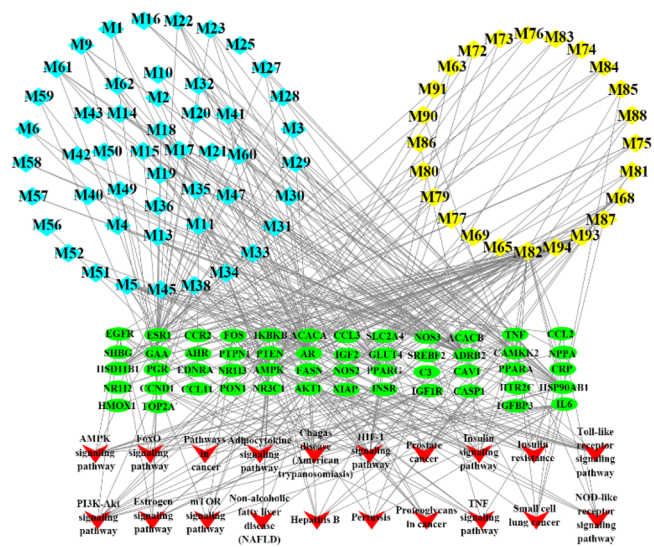 M16 M22 M76 M83
M1 M23 M73 M74
M9 M25 M72 M84
M61 M10 M27 M63
M62 M32 M28 M91 M85
M59 M2
M43 M14 M20 M41 M90 M88
M6 M18 M3
M42 M50 M15 M17 M21 M60 M86 M75
M58 M19 M29 M80 M81
M57 M40 M49 M35 M47 M30 M79 M68
M36
M56 M4 M13 M11 M31 M77 M87
M52 M33 M69 M93
M51 M34 M65 M82 M94
M5 M45 M38
EGFR ESR1 CCR2 FOS IKBKB ACACA CCL3 SLC2A4 NOS3 ACACB TNF CCL2
SHBG GAA AHR PTPN1 PTEN AR IGF2 GLUT4 SREBF2 ADRB2 CAMKK2 NPPA
HSD11B1 PGR EDNRA NR1H3 AMPK FASN NOS2 PPARG C3 CAV1 PPARA CRP
NR1I2 CCND1 CCL11 PON1 NR3C1 AKT1 XIAP INSR IGF1R CASP1 HTR2C HSP90AB1
HMOX1 TOP2A IGFBP3 IL6
AMPK
signaling
pathway
FoxO
signaling
pathway
Pathways
in
cancer
Adipocytokine
signaling
pathway
Chagas
disease
(American
trypanosomiasis)
HIF-1
signaling
pathway
Prostate
cancer
Insulin
signaling
pathway
Insulin
resistance
Toll-like
receptor
signaling
pathway
PI3K-Akt
signaling
pathway
Estrogen
signaling
pathway
mTOR
signaling
pathway
Non-alcoholic
fatty liver
disease
(NAFLD)
Hepatitis B
Pertussis
Proteoglycans
in cancer
TNF
signaling
pathway
Small cell
lung cancer
NOD-like
receptor
signaling
pathway